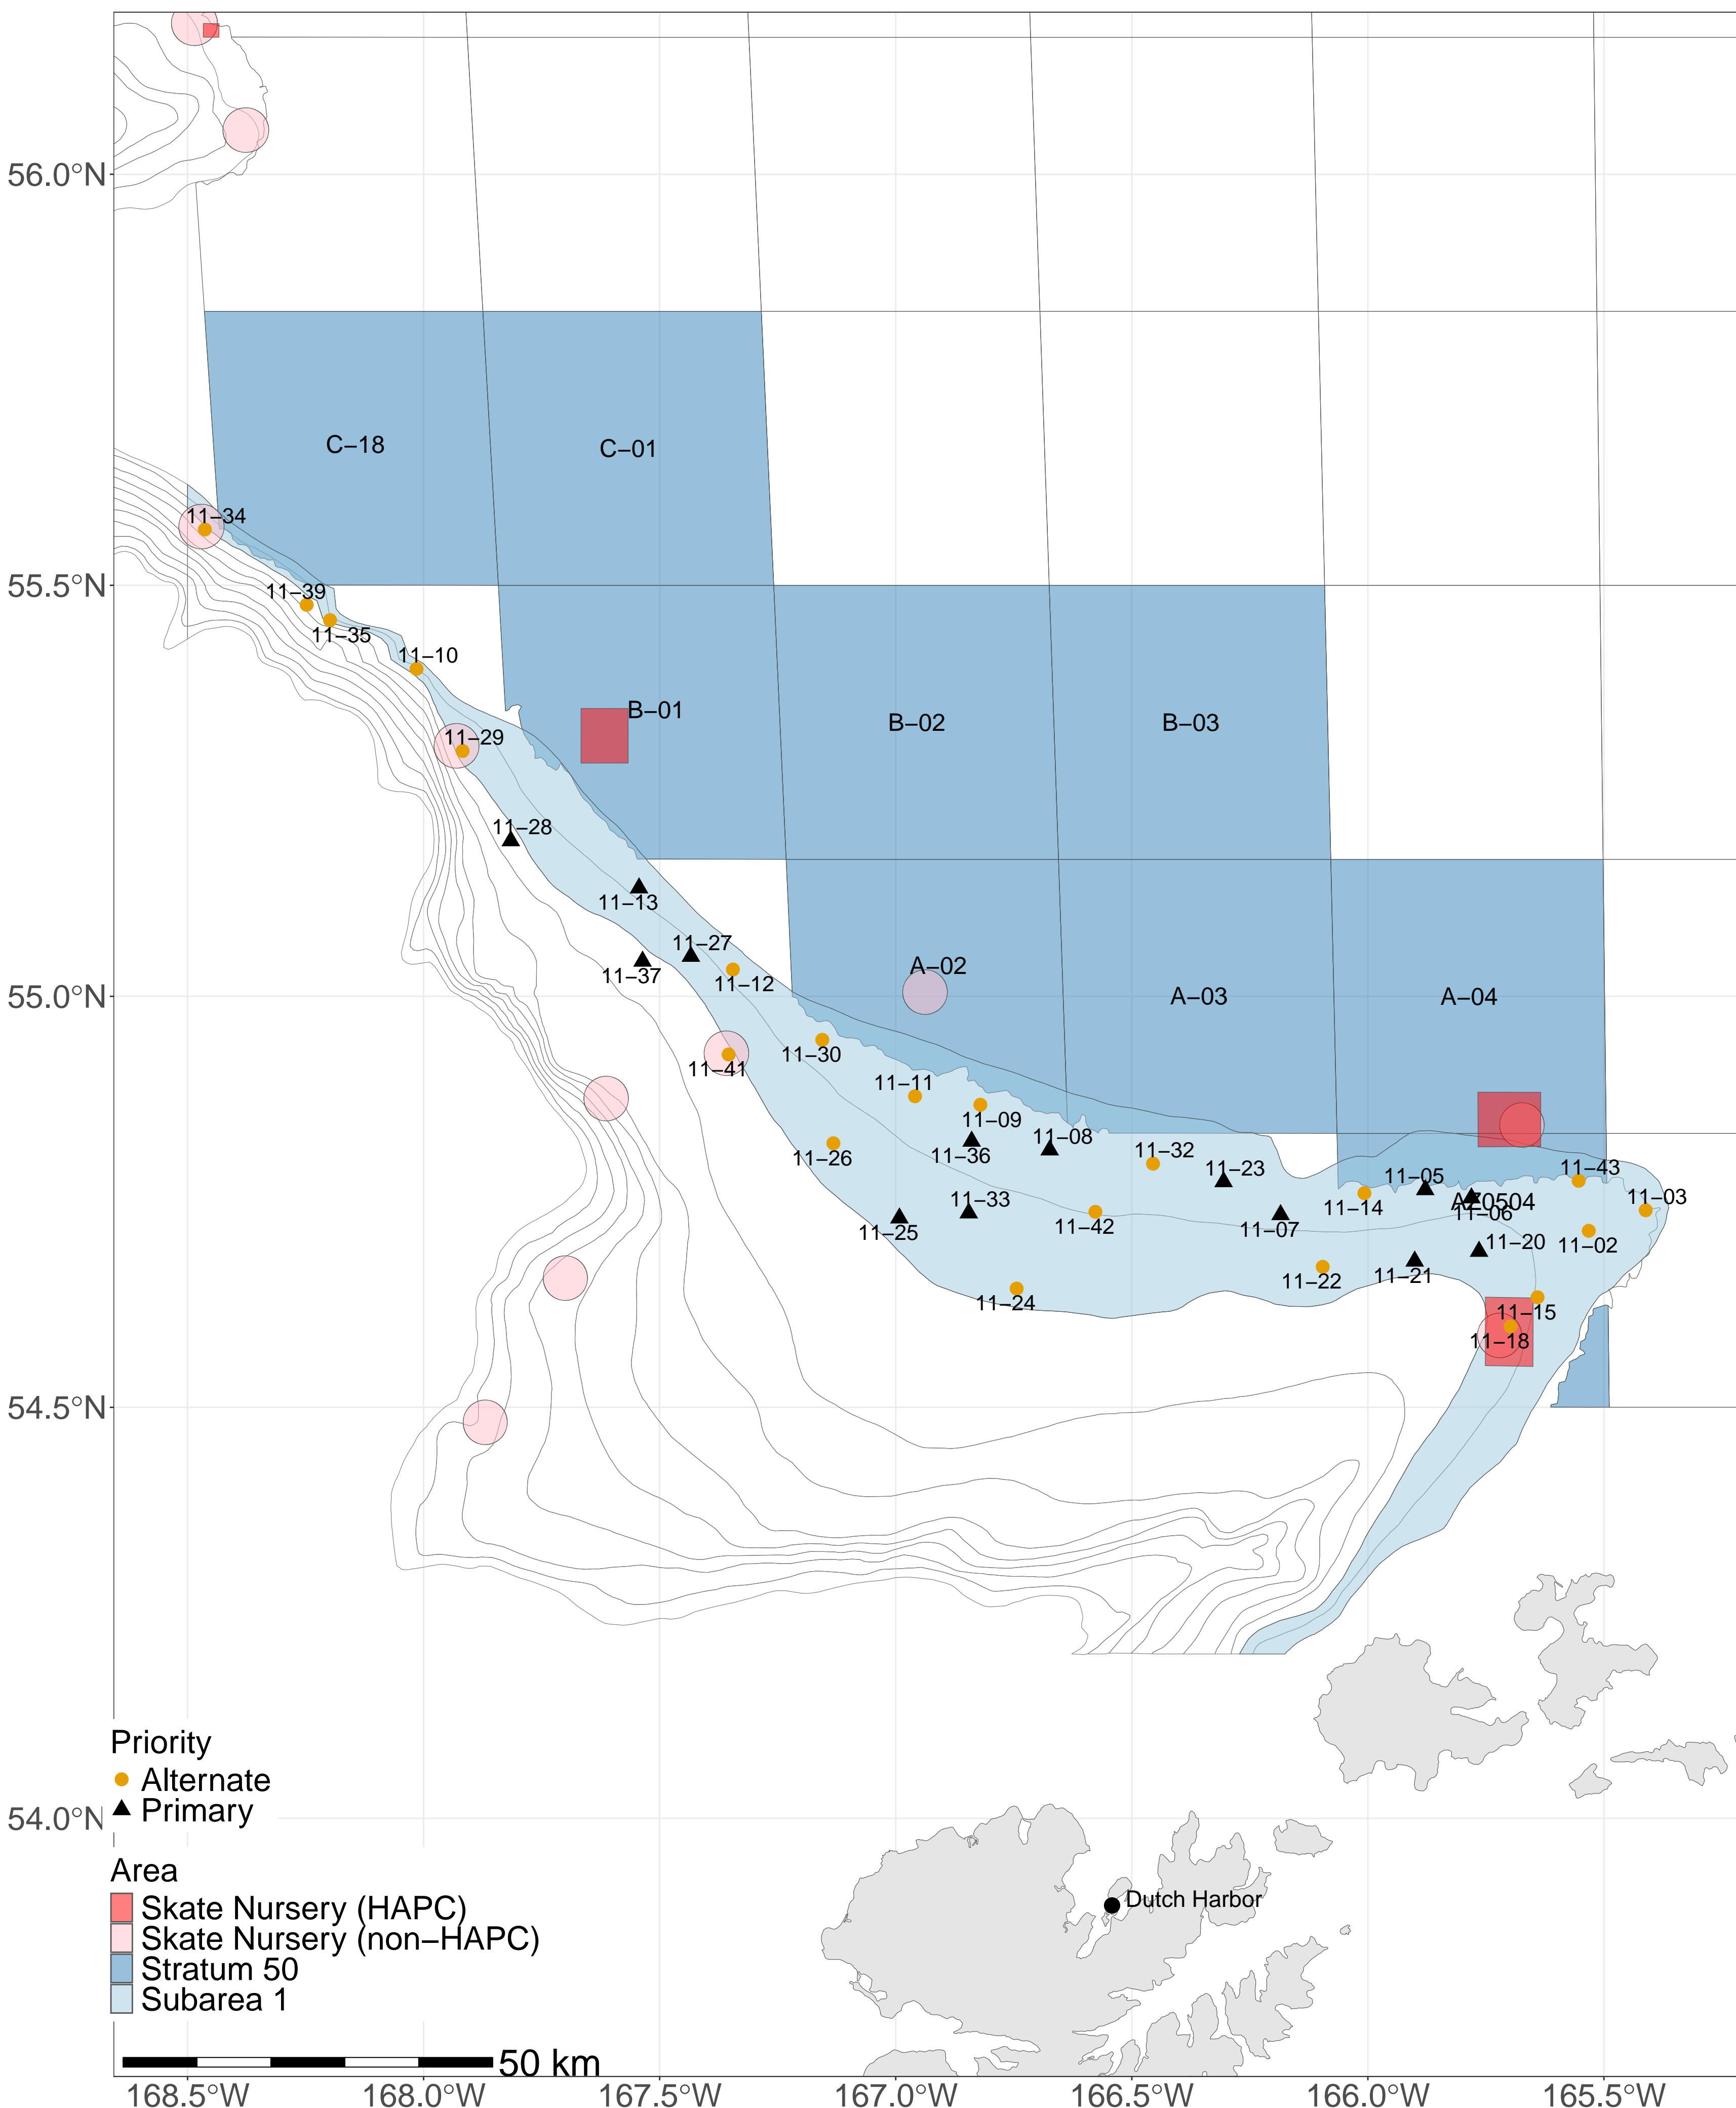 56.0°N
C−18
C−01
11−34
55.5°N
11−39
11−35
11−10
B−01
B−02
B−03
11−29
11−28
11−13
11−27
11−37
11−12
A−02
55.0°N
A−03
A−04
11−30
11−41
11−11
11−09
11−08
11−36
11−26
11−32
11−23
11−05
11−43
11−33
11−03
11−14
AZ0504
11−06
11−25
11−42
11−07
11−20
11−02
11−21
11−22
11−24
11−15
11−18
54.5°N
Priority
Alternate
Primary
54.0°N
Area
Skate Nursery (HAPC)
Skate Nursery (non−HAPC)
Stratum 50
Subarea 1
Dutch Harbor
50 km
168.5°W
168.0°W
167.5°W
167.0°W
166.5°W
166.0°W
165.5°W